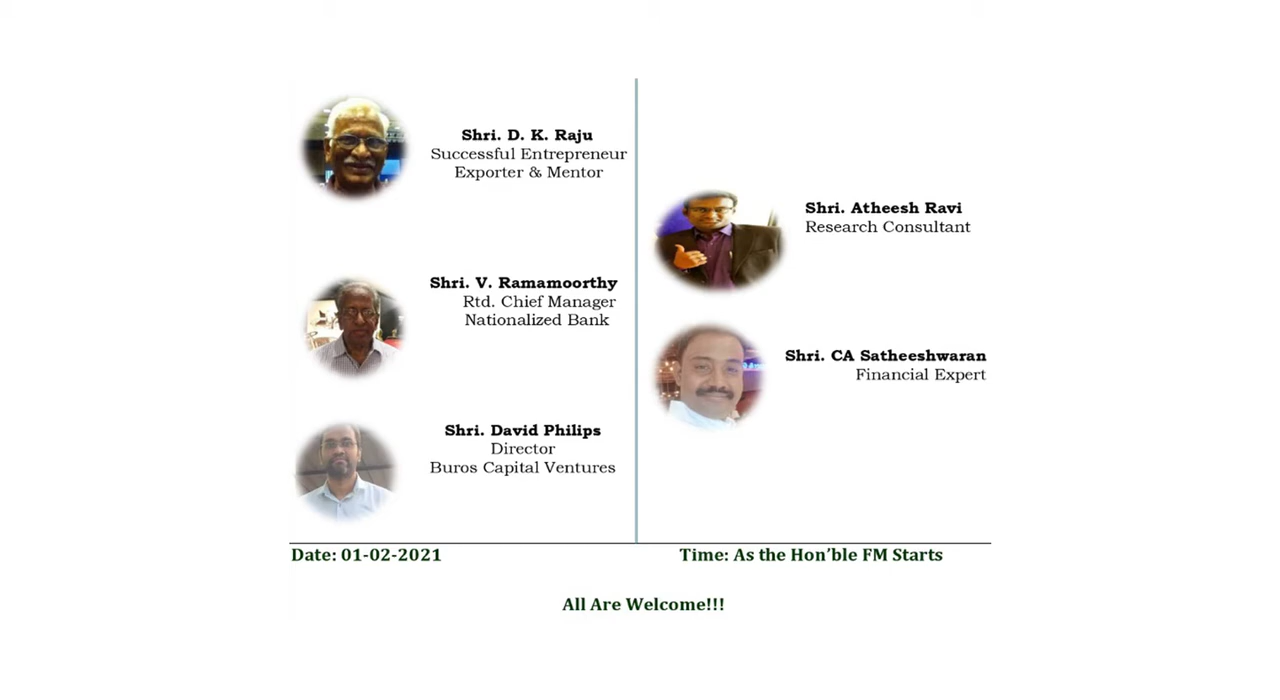 Shri. D. K. Raju
Successful Entrepreneur
Exporter & Mentor
Shri. V. Ramamoorthy
Rtd. Chief Manager
Nationalized Bank
Shri. David Philips
Director
Buros Capital Ventures
Shri. Atheesh Ravi
Research Consultant
Shri. CA Satheeshwaran
Financial Expert
Date: 01-02-2021
Time: As the Hon’ble FM Starts
All Are Welcome!!!